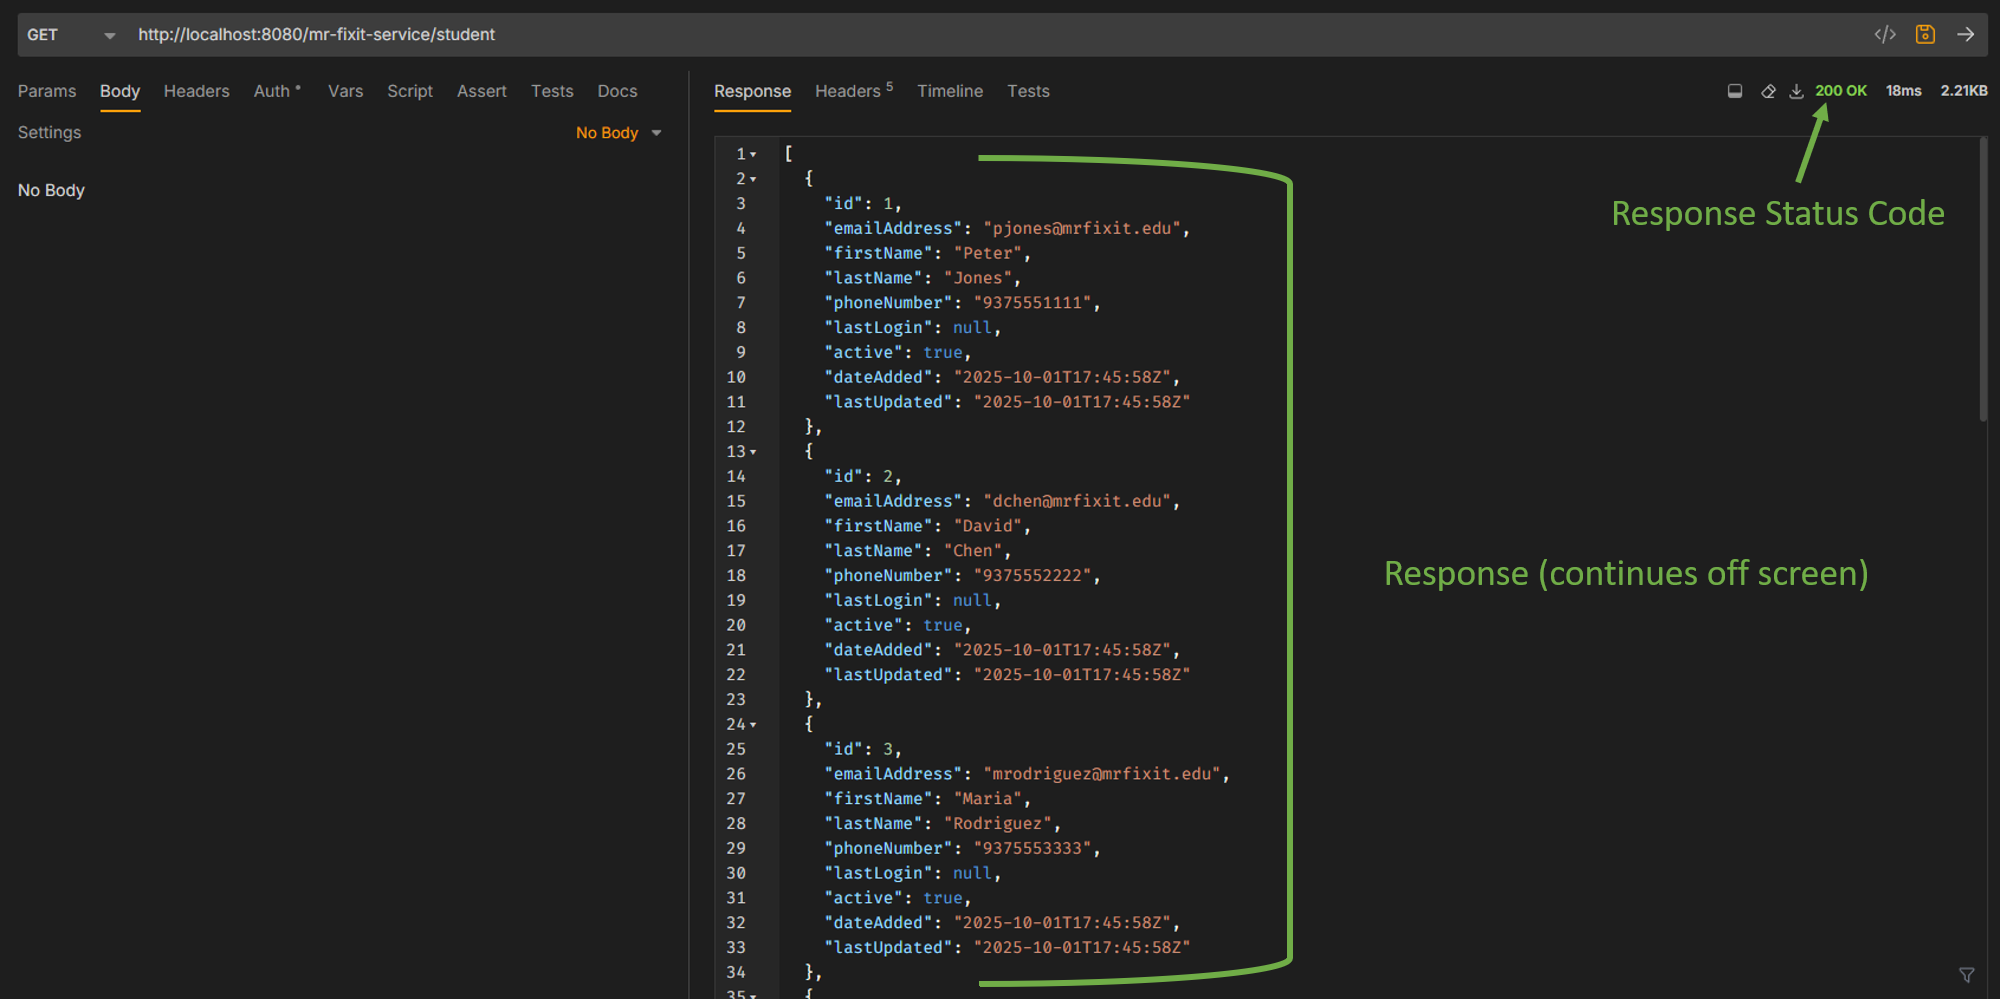 GET http://localhost:8080/mr-fixit-service/student </>
Params Body Headers Auth Vars Script Assert Tests Docs
Settings No Body
No Body
Response Headers 5 Timeline Tests 200 OK 18ms 2.21KB
Response Status Code
1 [
2 {
3 "id": 1,
4 "emailAddress": "pjones@mrfixit.edu",
5 "firstName": "Peter",
6 "lastName": "Jones",
7 "phoneNumber": "9375551111",
8 "lastLogin": null,
9 "active": true,
10 "dateAdded": "2025-10-01T17:45:58Z",
11 "lastUpdated": "2025-10-01T17:45:58Z"
12 },
13 {
14 "id": 2,
15 "emailAddress": "dchen@mrfixit.edu",
16 "firstName": "David",
17 "lastName": "Chen",
18 "phoneNumber": "9375552222",
19 "lastLogin": null,
20 "active": true,
21 "dateAdded": "2025-10-01T17:45:58Z",
22 "lastUpdated": "2025-10-01T17:45:58Z"
23 },
24 {
25 "id": 3,
26 "emailAddress": "mrodriguez@mrfixit.edu",
27 "firstName": "Maria",
28 "lastName": "Rodriguez",
29 "phoneNumber": "9375553333",
30 "lastLogin": null,
31 "active": true,
32 "dateAdded": "2025-10-01T17:45:58Z",
33 "lastUpdated": "2025-10-01T17:45:58Z"
34 },
35 {
Response (continues off screen)